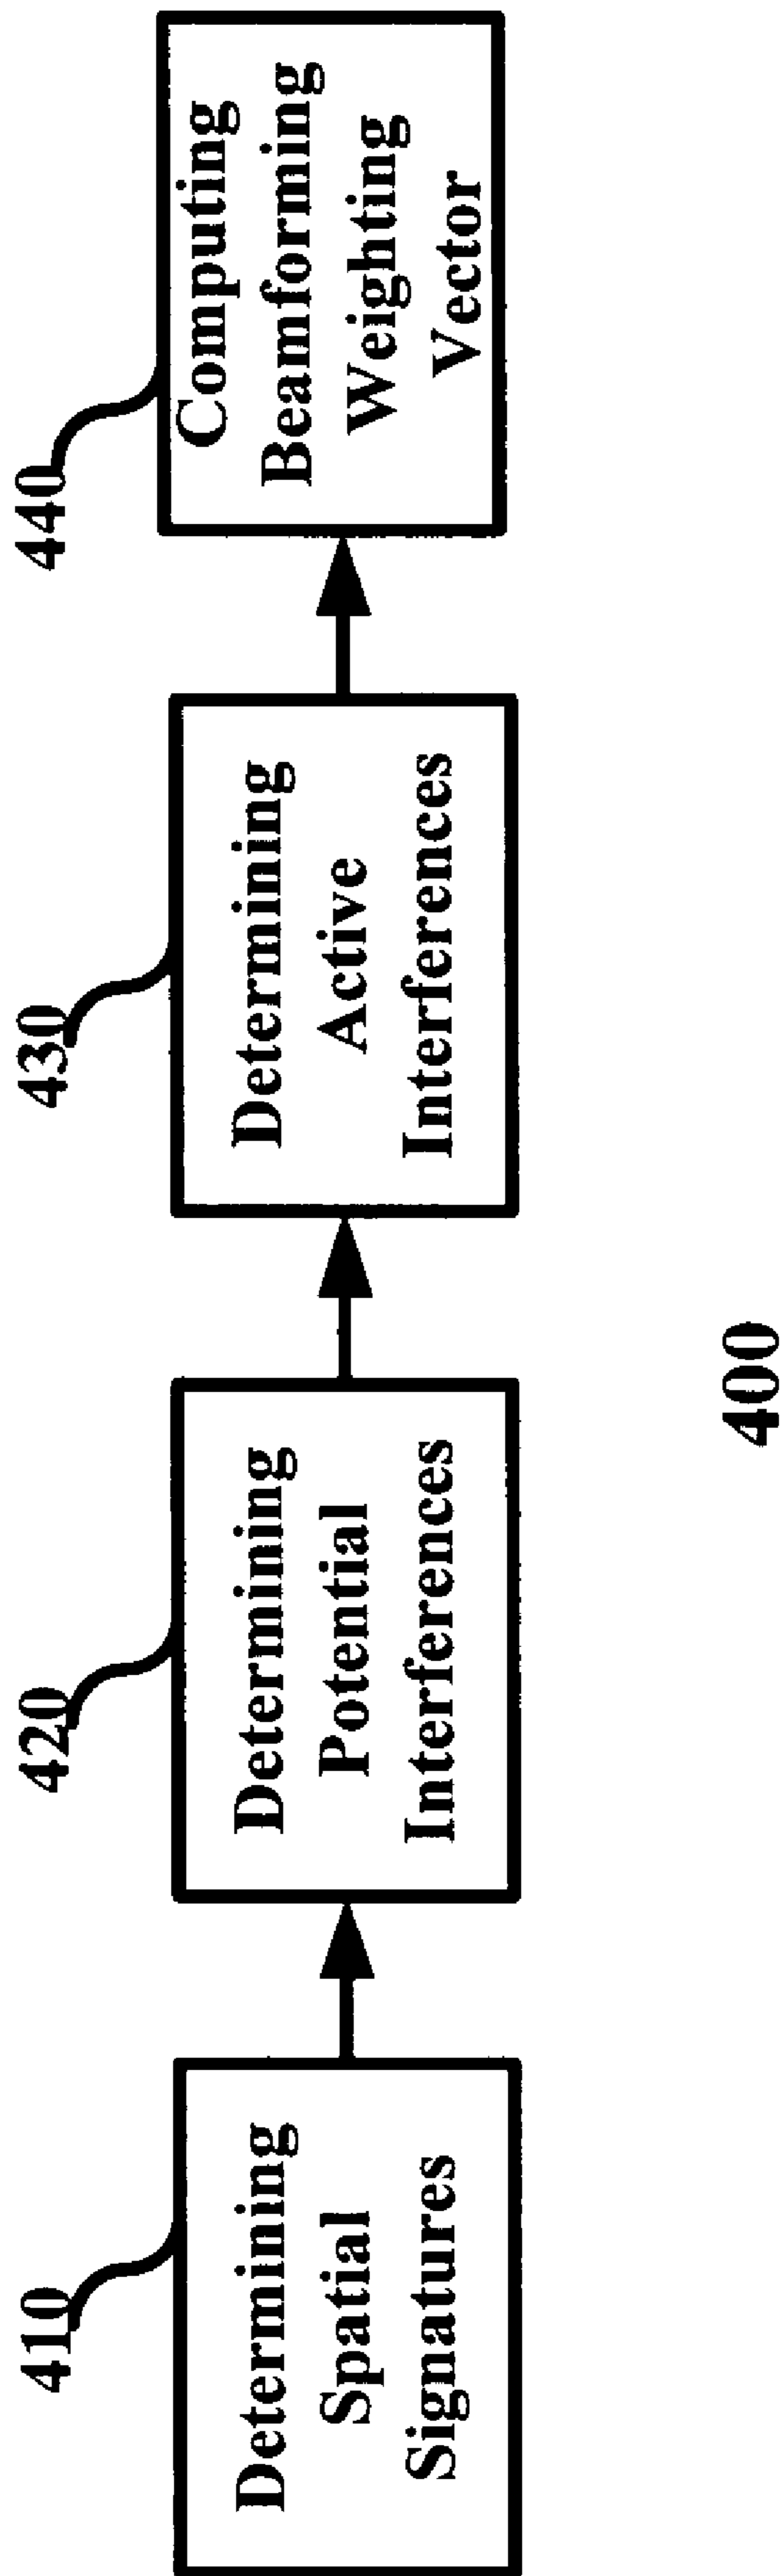 410
Determining
Spatial
Signatures
420
Determining
Potential
Interferences
430
Determining
Active
Interferences
440
Computing
Beamforming
Weighting
Vector
400